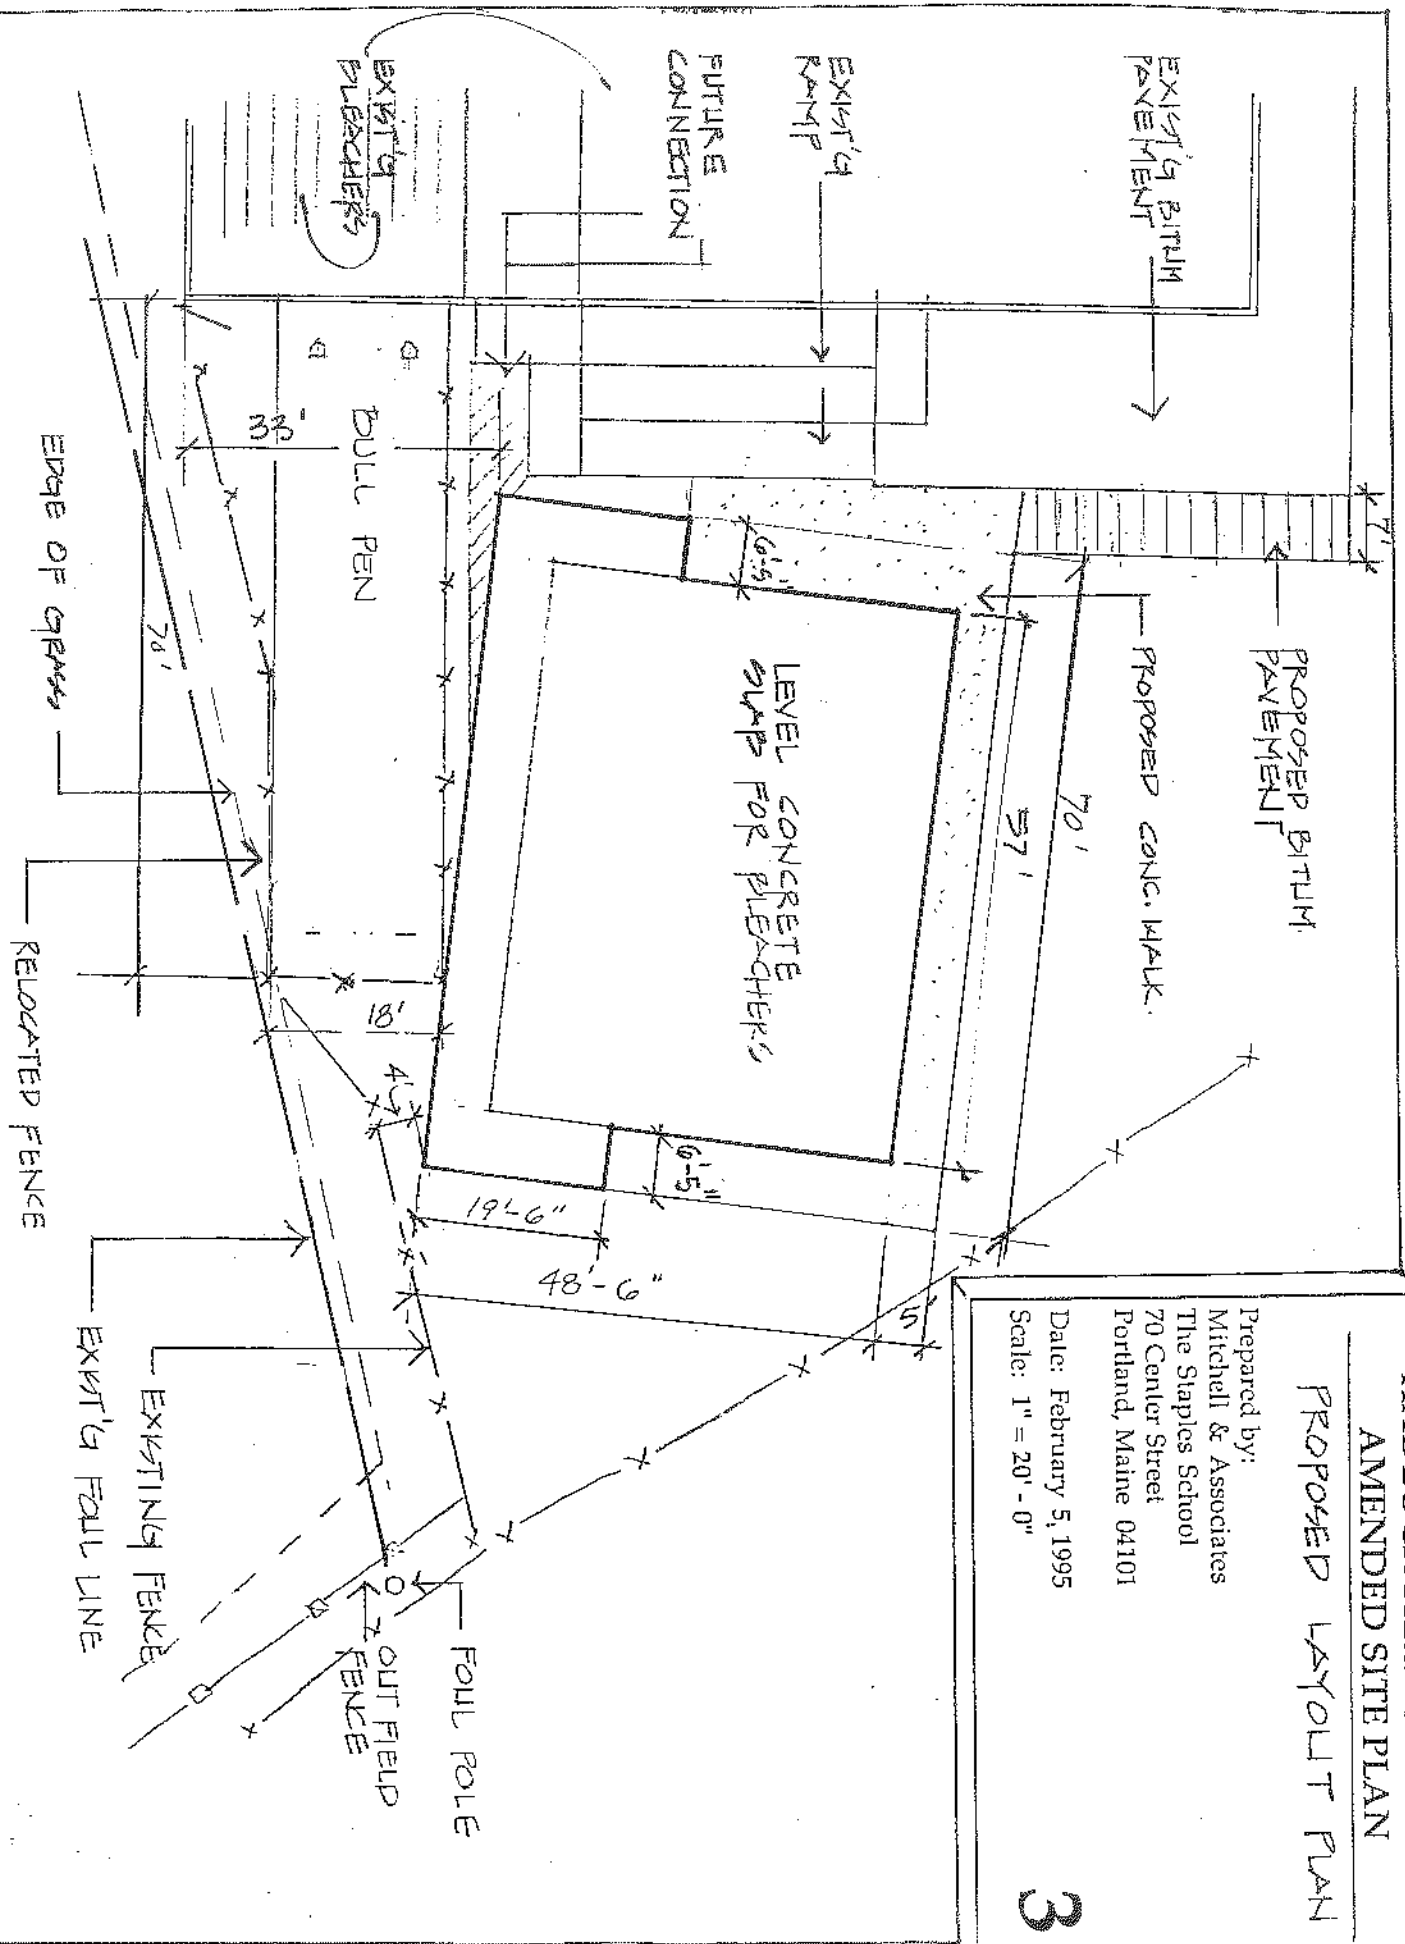 AMENDED SITE PLAN
PROPOSED LAYOUT PLAN
Prepared by:
Mitchell & Associates
The Staples School
70 Center Street
Portland, Maine 04101
Date: February 5, 1995
Scale: 1" = 20' - 0"
3
EXIST'G BITUM
PAVEMENT
EXIST'G
RAMP
FUTURE
CONNECTION
EXIST'G
BLEACHERS
7'
PROPOSED BITUM.
PAVEMENT
PROPOSED CONC. WALK.
70'
57'
6'-5"
LEVEL CONCRETE
SLAB FOR BLEACHERS
33'
BULL PEN
78'
EDGE OF GRASS
RELOCATED FENCE
18'
4'
6'-5"
19'-6"
48'-6"
5'
EXIST'G FOUL LINE
EXISTING FENCE
FOUL POLE
OUT FIELD
FENCE